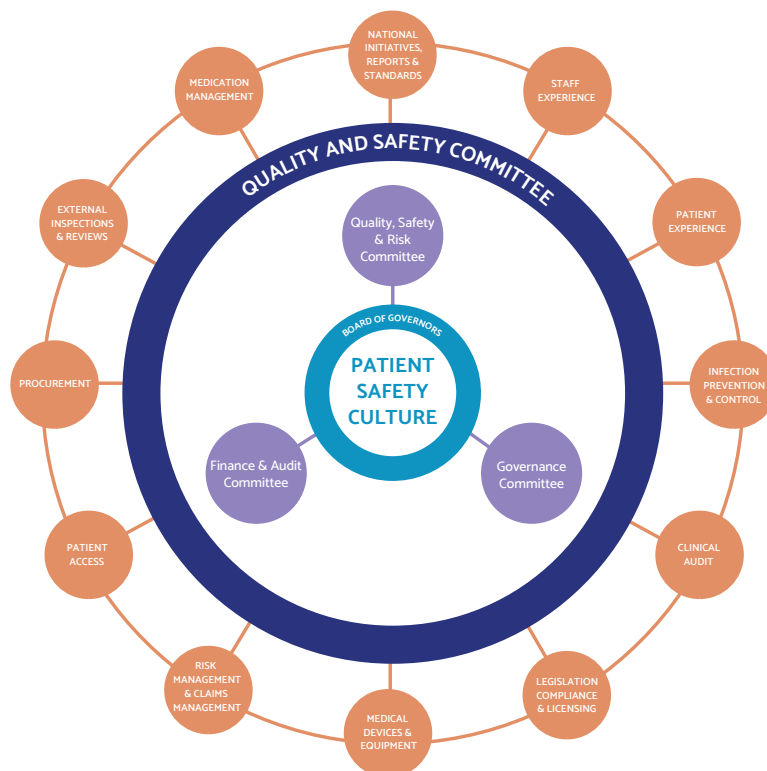 NATIONAL
INITIATIVES,
REPORTS &
STANDARDS
STAFF
EXPERIENCE
PATIENT
EXPERIENCE
INFECTION
PREVENTION
& CONTROL
CLINICAL
AUDIT
LEGISLATION
COMPLIANCE
& LICENSING
MEDICAL
DEVICES &
EQUIPMENT
RISK
MANAGEMENT
& CLAIMS
MANAGEMENT
PATIENT
ACCESS
PROCUREMENT
EXTERNAL
INSPECTIONS
& REVIEWS
MEDICATION
MANAGEMENT
QUALITY AND SAFETY COMMITTEE
Quality, Safety
& Risk
Committee
BOARD OF GOVERNORS
PATIENT
SAFETY
CULTURE
Finance & Audit
Committee
Governance
Committee